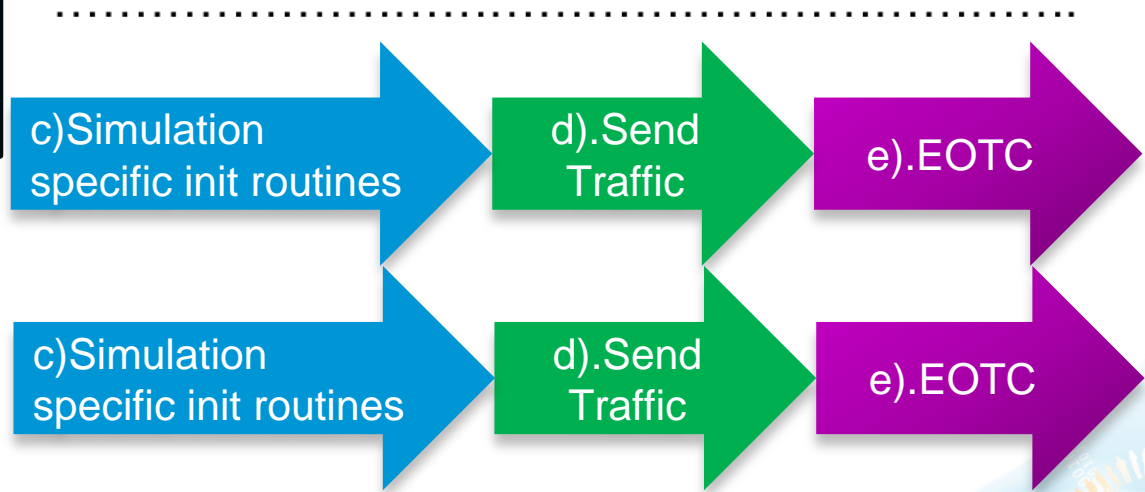 c)Simulation
specific init routines
d).Send
Traffic
e).EOTC
c)Simulation
specific init routines
d).Send
Traffic
e).EOTC